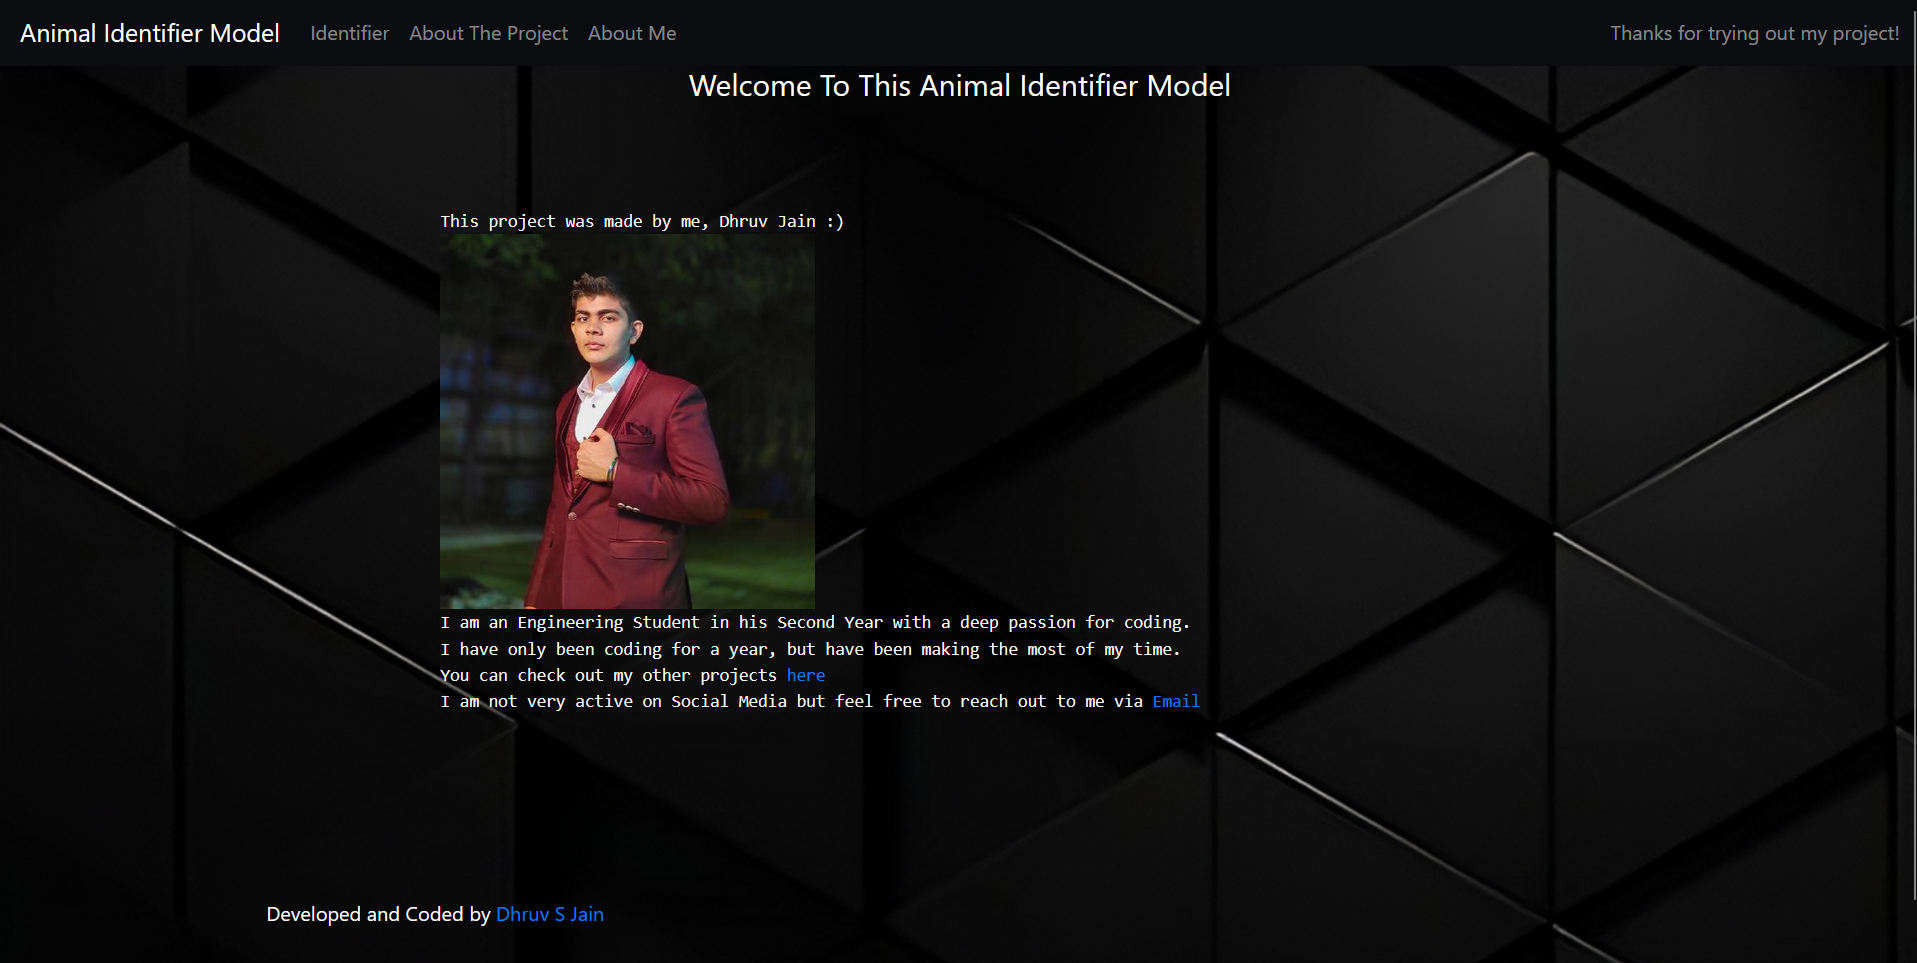 Animal Identifier Model Identifier About The Project About Me Thanks for trying out my project!
Welcome To This Animal Identifier Model
This project was made by me, Dhruv Jain :)
I am an Engineering Student in his Second Year with a deep passion for coding.
I have only been coding for a year, but have been making the most of my time.
You can check out my other projects here
I am not very active on Social Media but feel free to reach out to me via Email
Developed and Coded by Dhruv S Jain